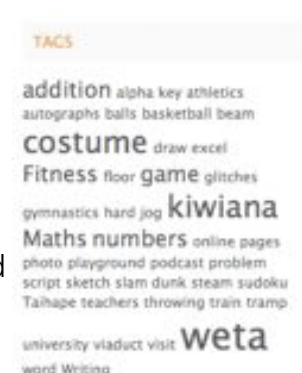 TAGS
addition alpha key athletics
autographs balls basketball beam
costume draw excel
Fitness floor game glitches
gymnastics hard jog kiwiana
Maths numbers online pages
photo playground podcast problem
script sketch slam dunk steam sudoku
Taihape teachers throwing train tramp
university viaduct visit weta
word Writing